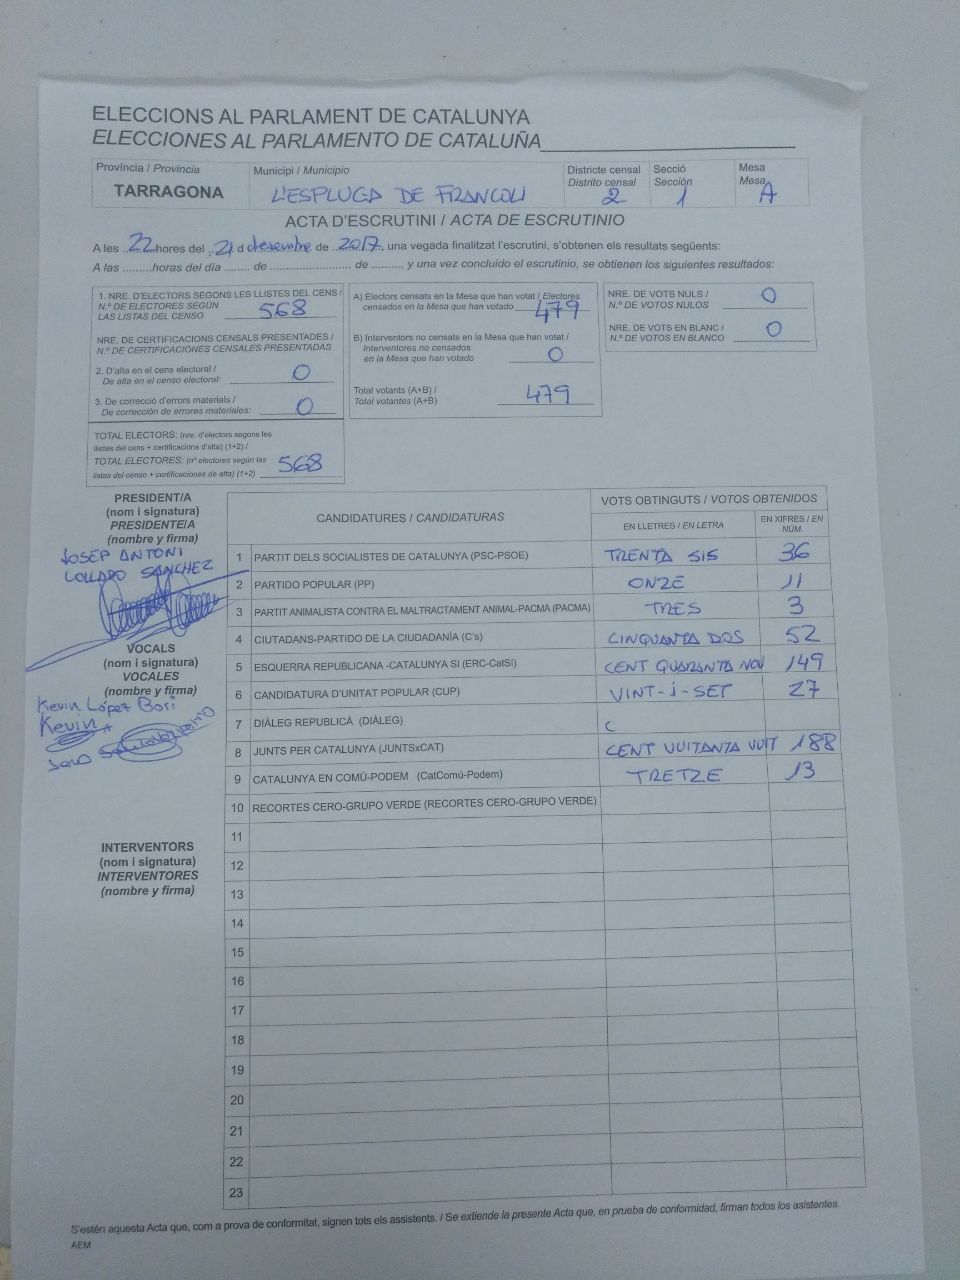 ELECCIONS AL PARLAMENT DE CATALUNYA
ELECCIONES AL PARLAMENTO DE CATALUÑA
Província / Provincia
TARRAGONA
Municipi / Municipio
L'ESPLUGA DE FRANCOLI
Districte censal
Distrito censal
2
Secció
Sección
1
Mesa
Mesa
A
ACTA D'ESCRUTINI / ACTA DE ESCRUTINIO
A les ...22 hores del ..21 d desembre de ..2017.., una vegada finalitzat l'escrutini, s'obtenen els resultats següents:
A las .........horas del día ........ de ......................... de .........., y una vez concluido el escrutinio, se obtienen los siguientes resultados:
1. NRE. D'ELECTORS SEGONS LES LLISTES DEL CENS /
N.º DE ELECTORES SEGÚN
LAS LISTAS DEL CENSO 568
NRE. DE CERTIFICACIONS CENSALS PRESENTADES /
N.º DE CERTIFICACIONES CENSALES PRESENTADAS
2. D'alta en el cens electoral /
De alta en el censo electoral: 0
3. De correcció d'errors materials /
De corrección de errores materiales: 0
TOTAL ELECTORS: (nre. d'electors segons les
llistes del cens + certificacions d'alta) (1+2) /
TOTAL ELECTORES: (nº electores según las
listas del censo + certificaciones de alta) (1+2) 568
A) Electors censats en la Mesa que han votat / Electores
censados en la Mesa que han votado 479
B) Interventors no censats en la Mesa que han votat /
Interventores no censados
en la Mesa que han votado 0
Total votants (A+B) /
Total votantes (A+B) 479
NRE. DE VOTS NULS /
N.º DE VOTOS NULOS 0
NRE. DE VOTS EN BLANC /
N.º DE VOTOS EN BLANCO 0
PRESIDENT/A
(nom i signatura)
PRESIDENTE/A
(nombre y firma)
JOSEP ANTONI
COLLADO SÁNCHEZ
VOCALS
(nom i signatura)
VOCALES
(nombre y firma)
Kevin López Bori
Kevin
INTERVENTORS
(nom i signatura)
INTERVENTORES
(nombre y firma)
CANDIDATURES / CANDIDATURAS
VOTS OBTINGUTS / VOTOS OBTENIDOS
EN LLETRES / EN LETRA
EN XIFRES / EN NÚM.
1 PARTIT DELS SOCIALISTES DE CATALUNYA (PSC-PSOE) TRENTA SIS 36
2 PARTIDO POPULAR (PP) ONZE 11
3 PARTIT ANIMALISTA CONTRA EL MALTRACTAMENT ANIMAL-PACMA (PACMA) TRES 3
4 CIUTADANS-PARTIDO DE LA CIUDADANÍA (C's) CINQUANTA DOS 52
5 ESQUERRA REPUBLICANA -CATALUNYA SI (ERC-CatSí) CENT QUARANTA NOU 149
6 CANDIDATURA D'UNITAT POPULAR (CUP) VINT-i-SET 27
7 DIÀLEG REPUBLICÀ (DIÀLEG) C
8 JUNTS PER CATALUNYA (JUNTSxCAT) CENT VUITANTA VUIT 188
9 CATALUNYA EN COMÚ-PODEM (CatComú-Podem) TRETZE 13
10 RECORTES CERO-GRUPO VERDE (RECORTES CERO-GRUPO VERDE)
11
12
13
14
15
16
17
18
19
20
21
22
23
S'estén aquesta Acta que, com a prova de conformitat, signen tots els assistents. / Se extiende la presente Acta que, en prueba de conformidad, firman todos los asistentes.
AEM